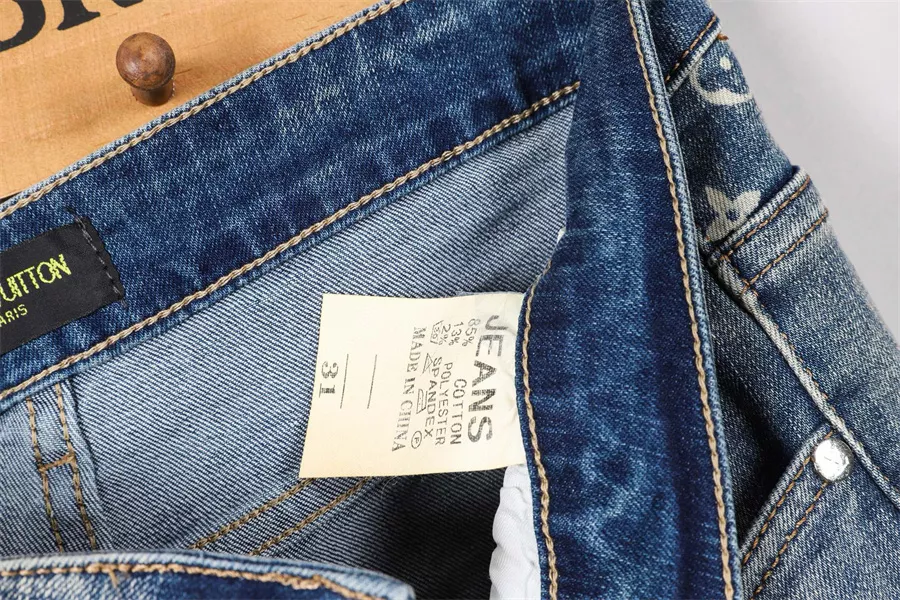 UITTON
ARIS
JEANS
85% COTTON
13% POLYESTER
2% SPANDEX
MADE IN CHINA
31